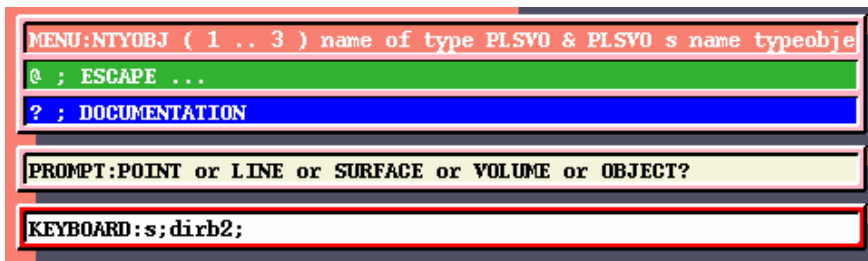 MENU:NTYOBJ ( 1 .. 3 ) name of type PLSVO & PLSVO s name typeobje
@ ; ESCAPE ...
? ; DOCUMENTATION
PROMPT:POINT or LINE or SURFACE or VOLUME or OBJECT?
KEYBOARD:s;dirb2;